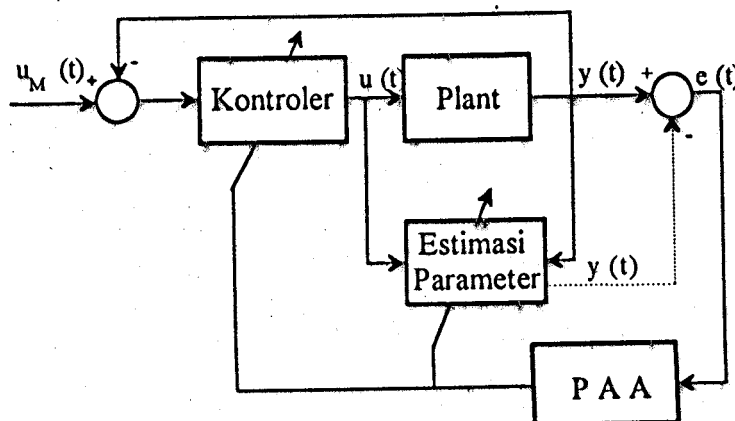 u_M (t) + -
Kontroler
u (t)
Plant
y (t) + -
e (t)
Estimasi
Parameter
y (t)
P A A